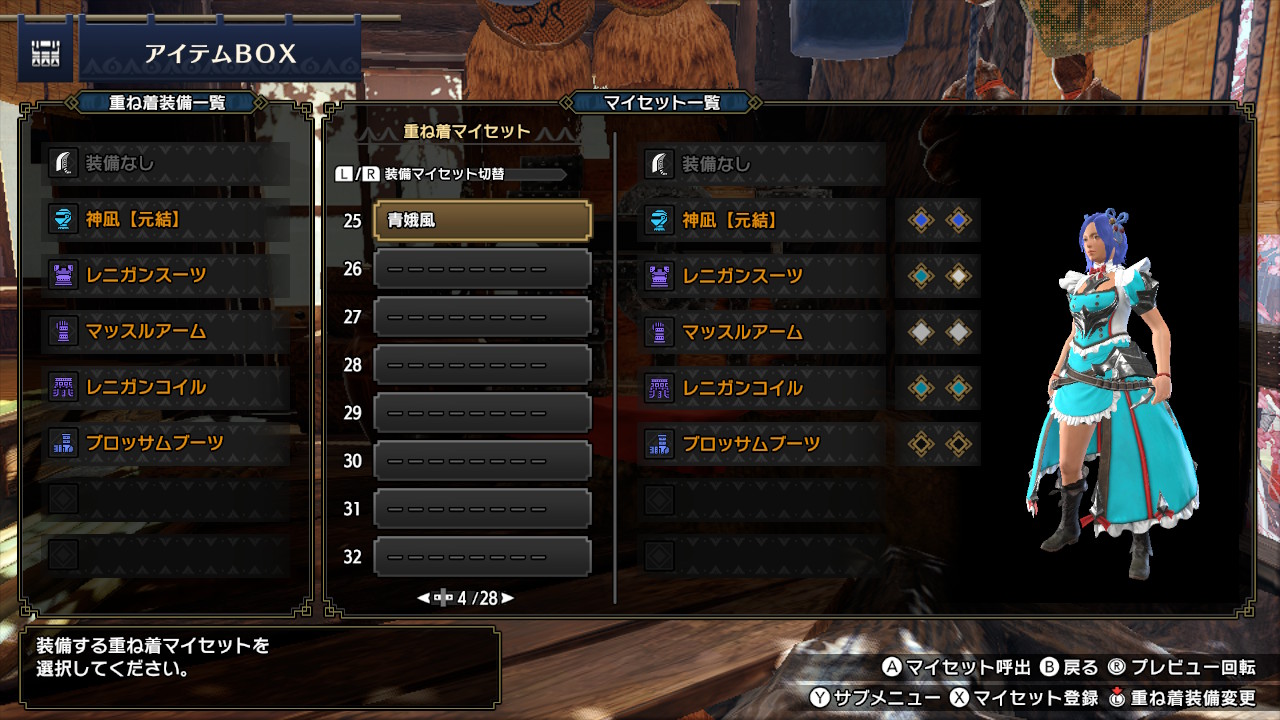 アイテムBOX
重ね着装備一覧
装備なし
神凪【元結】
レニガンスーツ
マッスルアーム
レニガンコイル
ブロッサムブーツ
マイセット一覧
重ね着マイセット
L/R 装備マイセット切替
25 青娥風
26 －－－－－－－－
27 －－－－－－－－
28 －－－－－－－－
29 －－－－－－－－
30 －－－－－－－－
31 －－－－－－－－
32 －－－－－－－－
4/28
装備なし
神凪【元結】
レニガンスーツ
マッスルアーム
レニガンコイル
ブロッサムブーツ
装備する重ね着マイセットを
選択してください。
Aマイセット呼出 B戻る Rプレビュー回転
Yサブメニュー Xマイセット登録 L重ね着装備変更